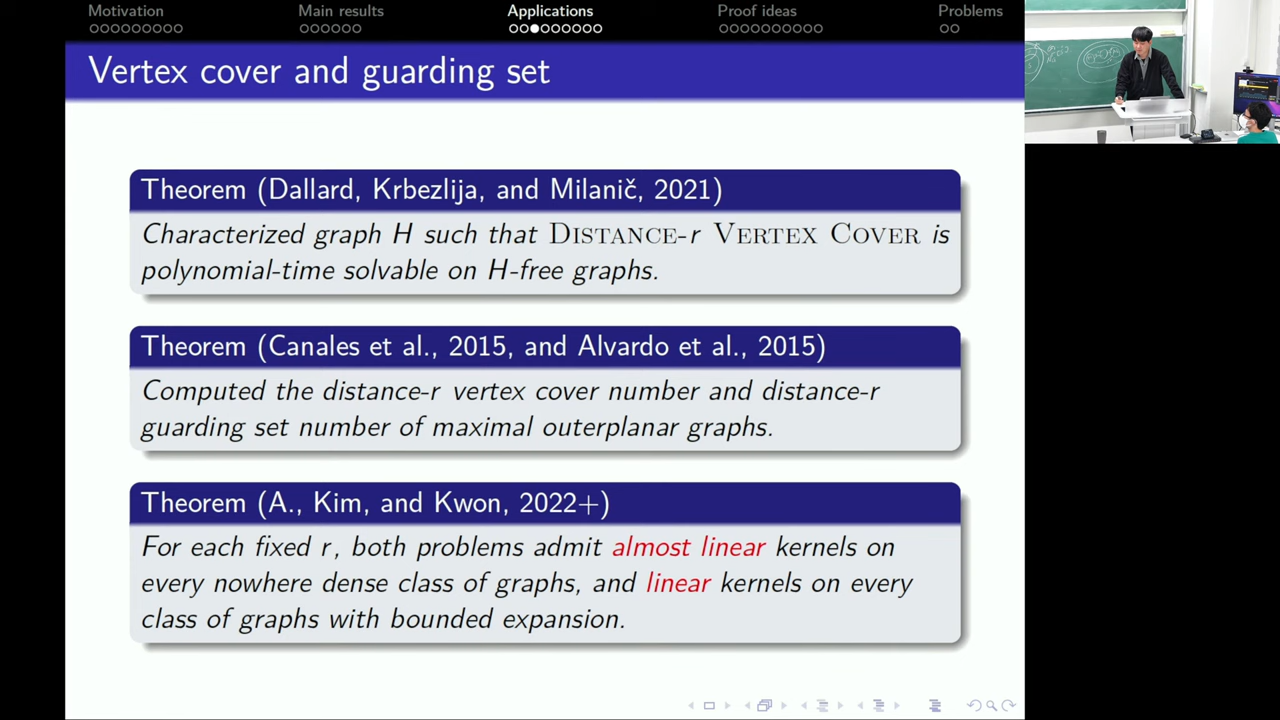 Motivation
Main results
Applications
Proof ideas
Problems
Vertex cover and guarding set
Theorem (Dallard, Krbezlija, and Milanič, 2021)
Characterized graph H such that DISTANCE-r VERTEX COVER is
polynomial-time solvable on H-free graphs.
Theorem (Canales et al., 2015, and Alvardo et al., 2015)
Computed the distance-r vertex cover number and distance-r
guarding set number of maximal outerplanar graphs.
Theorem (A., Kim, and Kwon, 2022+)
For each fixed r, both problems admit almost linear kernels on
every nowhere dense class of graphs, and linear kernels on every
class of graphs with bounded expansion.